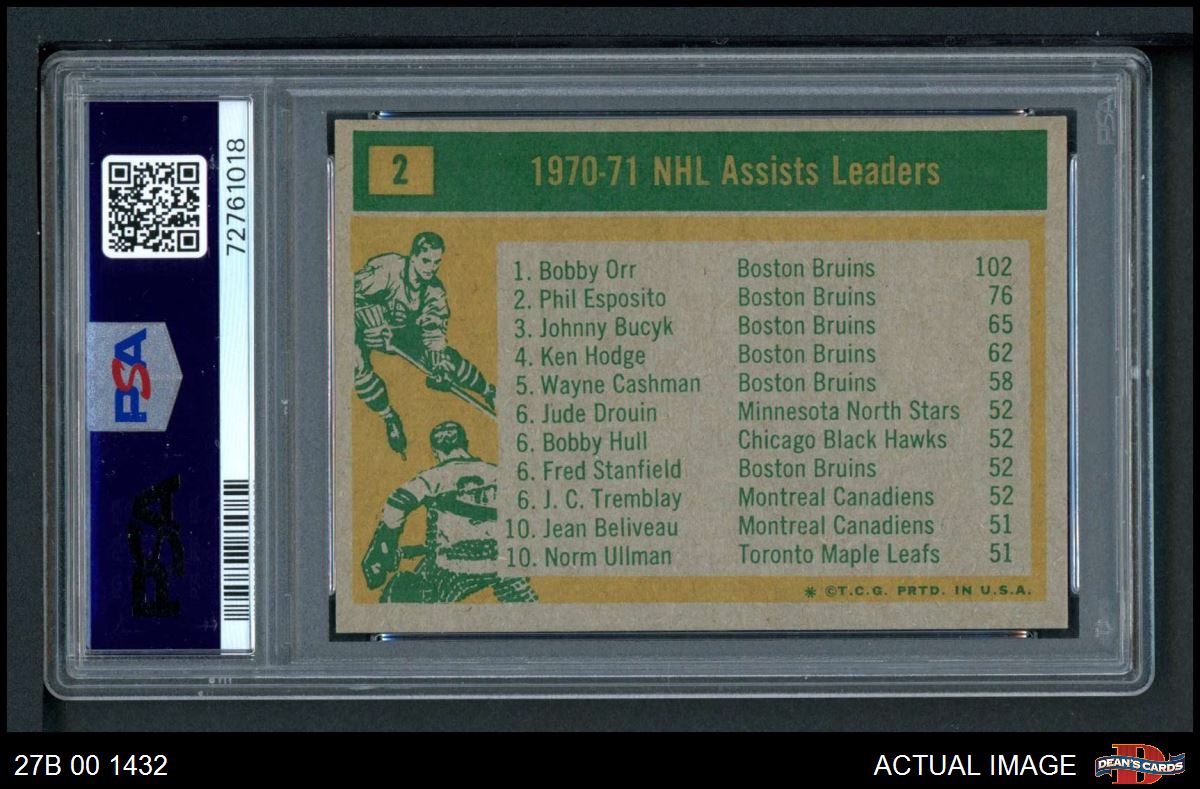 72761018
PSA
PSA
2
1970-71 NHL Assists Leaders
1. Bobby Orr Boston Bruins 102
2. Phil Esposito Boston Bruins 76
3. Johnny Bucyk Boston Bruins 65
4. Ken Hodge Boston Bruins 62
5. Wayne Cashman Boston Bruins 58
6. Jude Drouin Minnesota North Stars 52
6. Bobby Hull Chicago Black Hawks 52
6. Fred Stanfield Boston Bruins 52
6. J. C. Tremblay Montreal Canadiens 52
10. Jean Beliveau Montreal Canadiens 51
10. Norm Ullman Toronto Maple Leafs 51
* ©T.C.G. PRTD. IN U.S.A.
PSA
27B 00 1432
ACTUAL IMAGE
D
DEAN'S CARDS